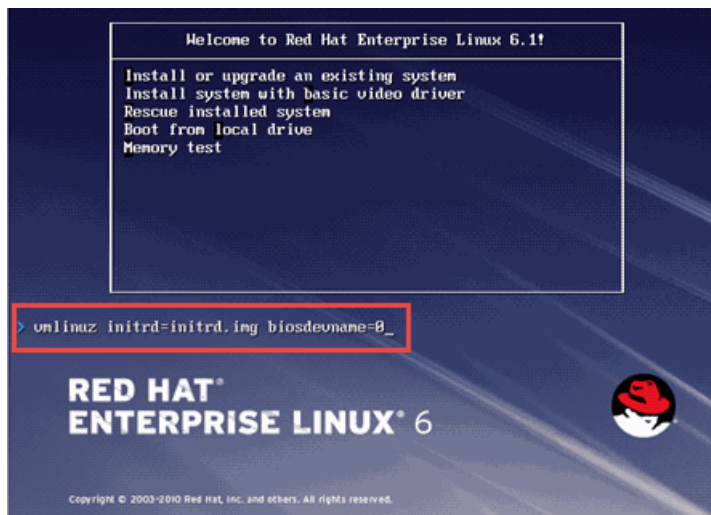 Welcome to Red Hat Enterprise Linux 6.1!
Install or upgrade an existing system
Install system with basic video driver
Rescue installed system
Boot from local drive
Memory test
> vmlinuz initrd=initrd.img biosdevname=0_
RED HAT®
ENTERPRISE LINUX® 6
Copyright © 2003-2010 Red Hat, Inc. and others. All rights reserved.